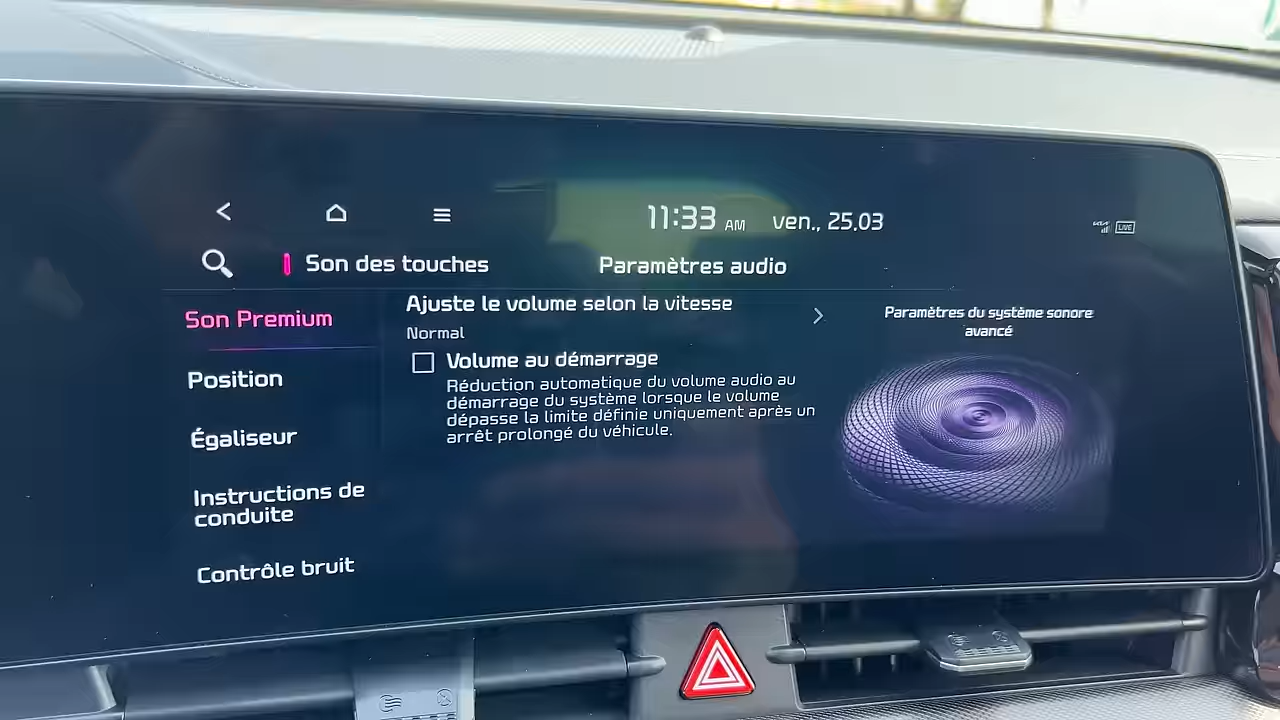 11:33 AM ven., 25.03
LIVE
Son des touches
Paramètres audio
Son Premium
Position
Égaliseur
Instructions de
conduite
Contrôle bruit
Ajuste le volume selon la vitesse
Normal
Volume au démarrage
Réduction automatique du volume audio au
démarrage du système lorsque le volume
dépasse la limite définie uniquement après un
arrêt prolongé du véhicule.
Paramètres du système sonore
avancé